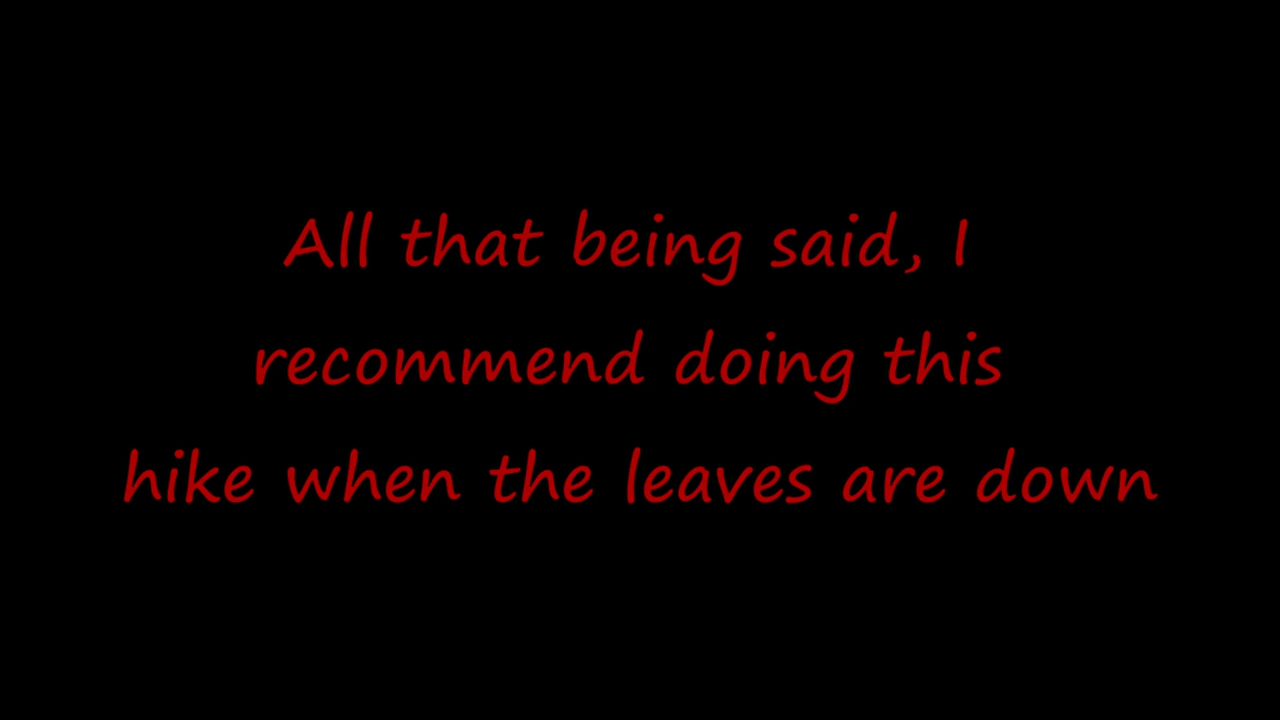 All that being said, I
recommend doing this
hike when the leaves are down